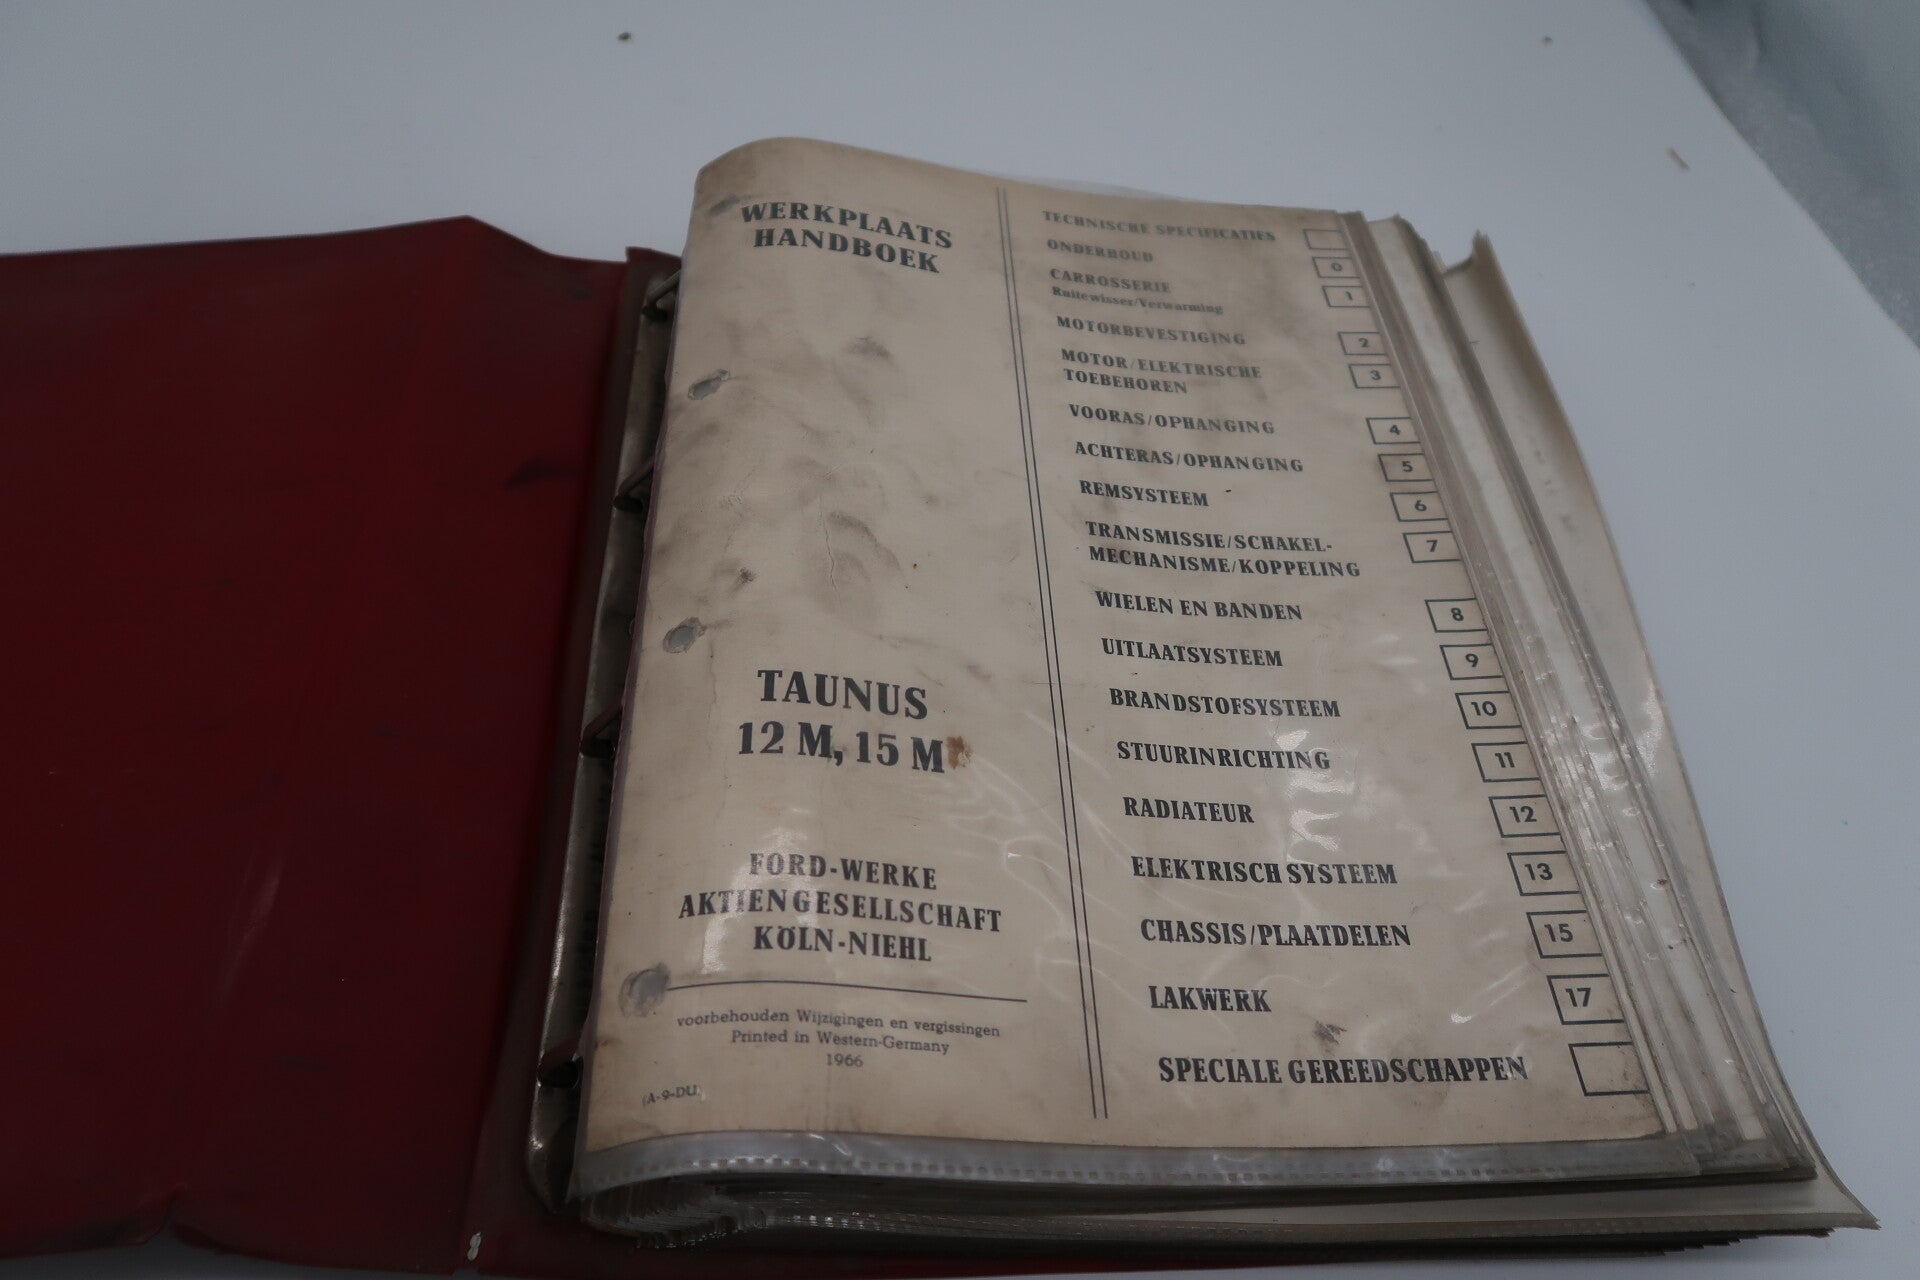 WERKPLAATS
HANDBOEK
TAUNUS
12 M, 15 M
FORD-WERKE
AKTIENGESELLSCHAFT
KÖLN-NIEHL
voorbehouden Wijzigingen en vergissingen
Printed in Western-Germany
1966
(A-9-DU)
TECHNISCHE SPECIFICATIES
ONDERHOUD 0
CARROSSERIE 1
Ruitewisser/Verwarming
MOTORBEVESTIGING 2
MOTOR/ELEKTRISCHE 3
TOEBEHOREN
VOORAS/OPHANGING 4
ACHTERAS/OPHANGING 5
REMSYSTEEM 6
TRANSMISSIE/SCHAKEL- 7
MECHANISME/KOPPELING
WIELEN EN BANDEN 8
UITLAATSYSTEEM 9
BRANDSTOFSYSTEEM 10
STUURINRICHTING 11
RADIATEUR 12
ELEKTRISCH SYSTEEM 13
CHASSIS/PLAATDELEN 15
LAKWERK 17
SPECIALE GEREEDSCHAPPEN